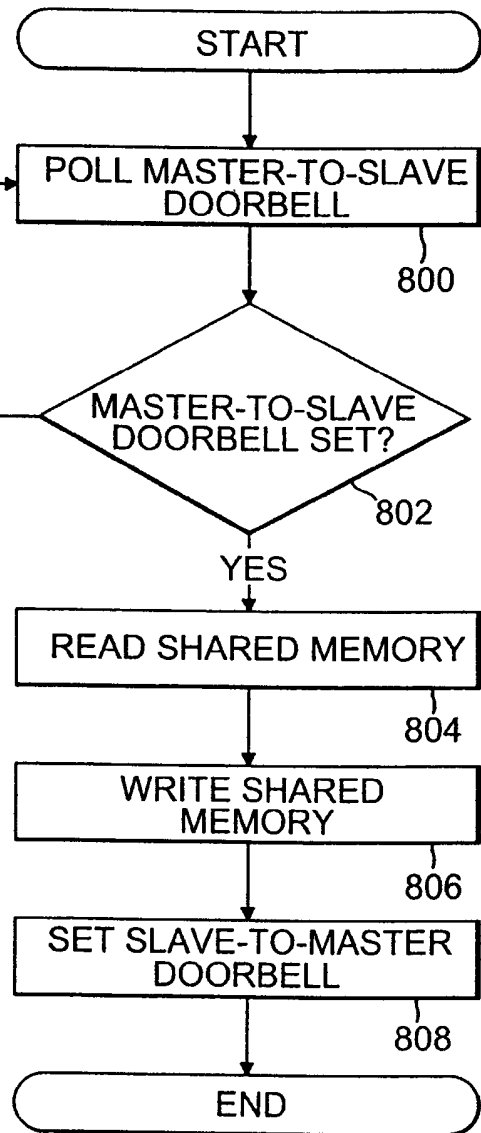 START
POLL MASTER-TO-SLAVE
DOORBELL
800
MASTER-TO-SLAVE
DOORBELL SET?
802
YES
READ SHARED MEMORY
804
WRITE SHARED
MEMORY
806
SET SLAVE-TO-MASTER
DOORBELL
808
END